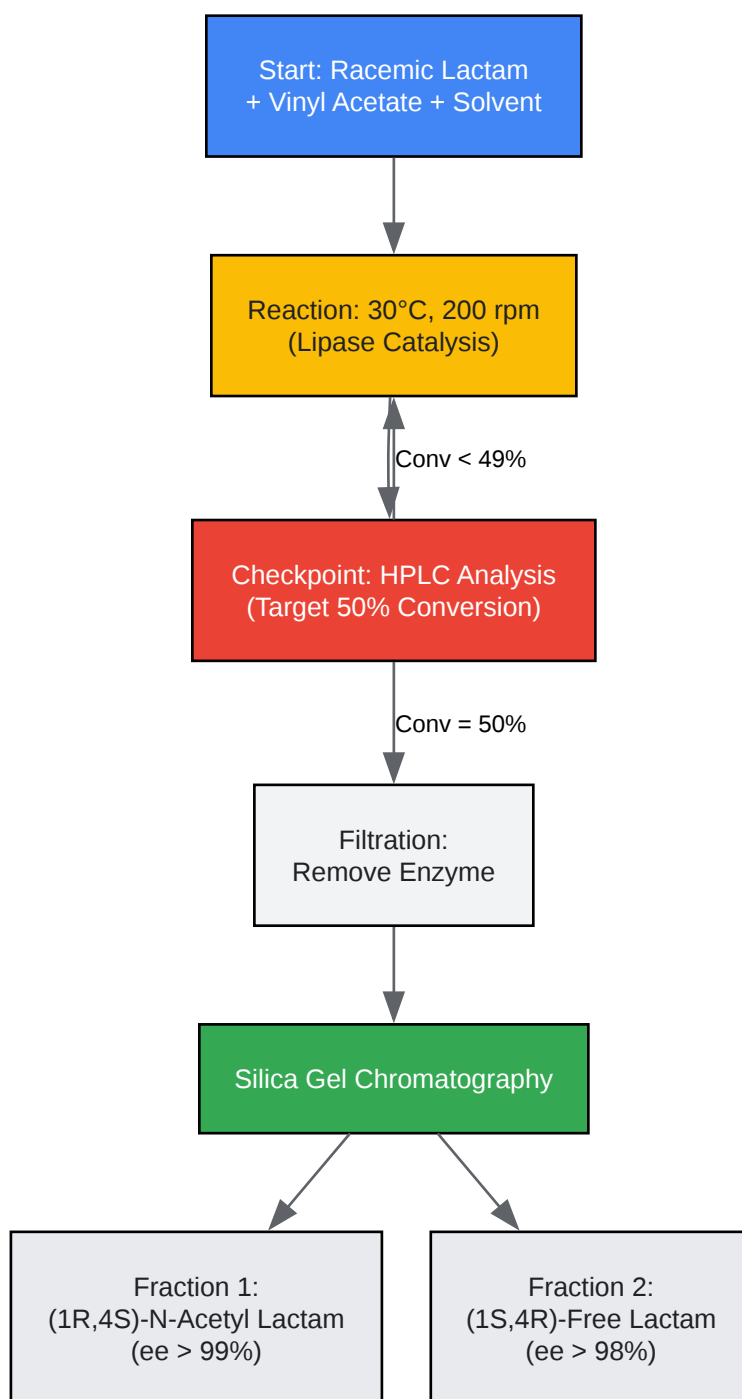 Start: Racemic Lactam
+ Vinyl Acetate + Solvent
Reaction: 30°C, 200 rpm
(Lipase Catalysis)
Conv < 49%
Checkpoint: HPLC Analysis
(Target 50% Conversion)
Conv = 50%
Filtration:
Remove Enzyme
Silica Gel Chromatography
Fraction 1:
(1R,4S)-N-Acetyl Lactam
(ee > 99%)
Fraction 2:
(1S,4R)-Free Lactam
(ee > 98%)